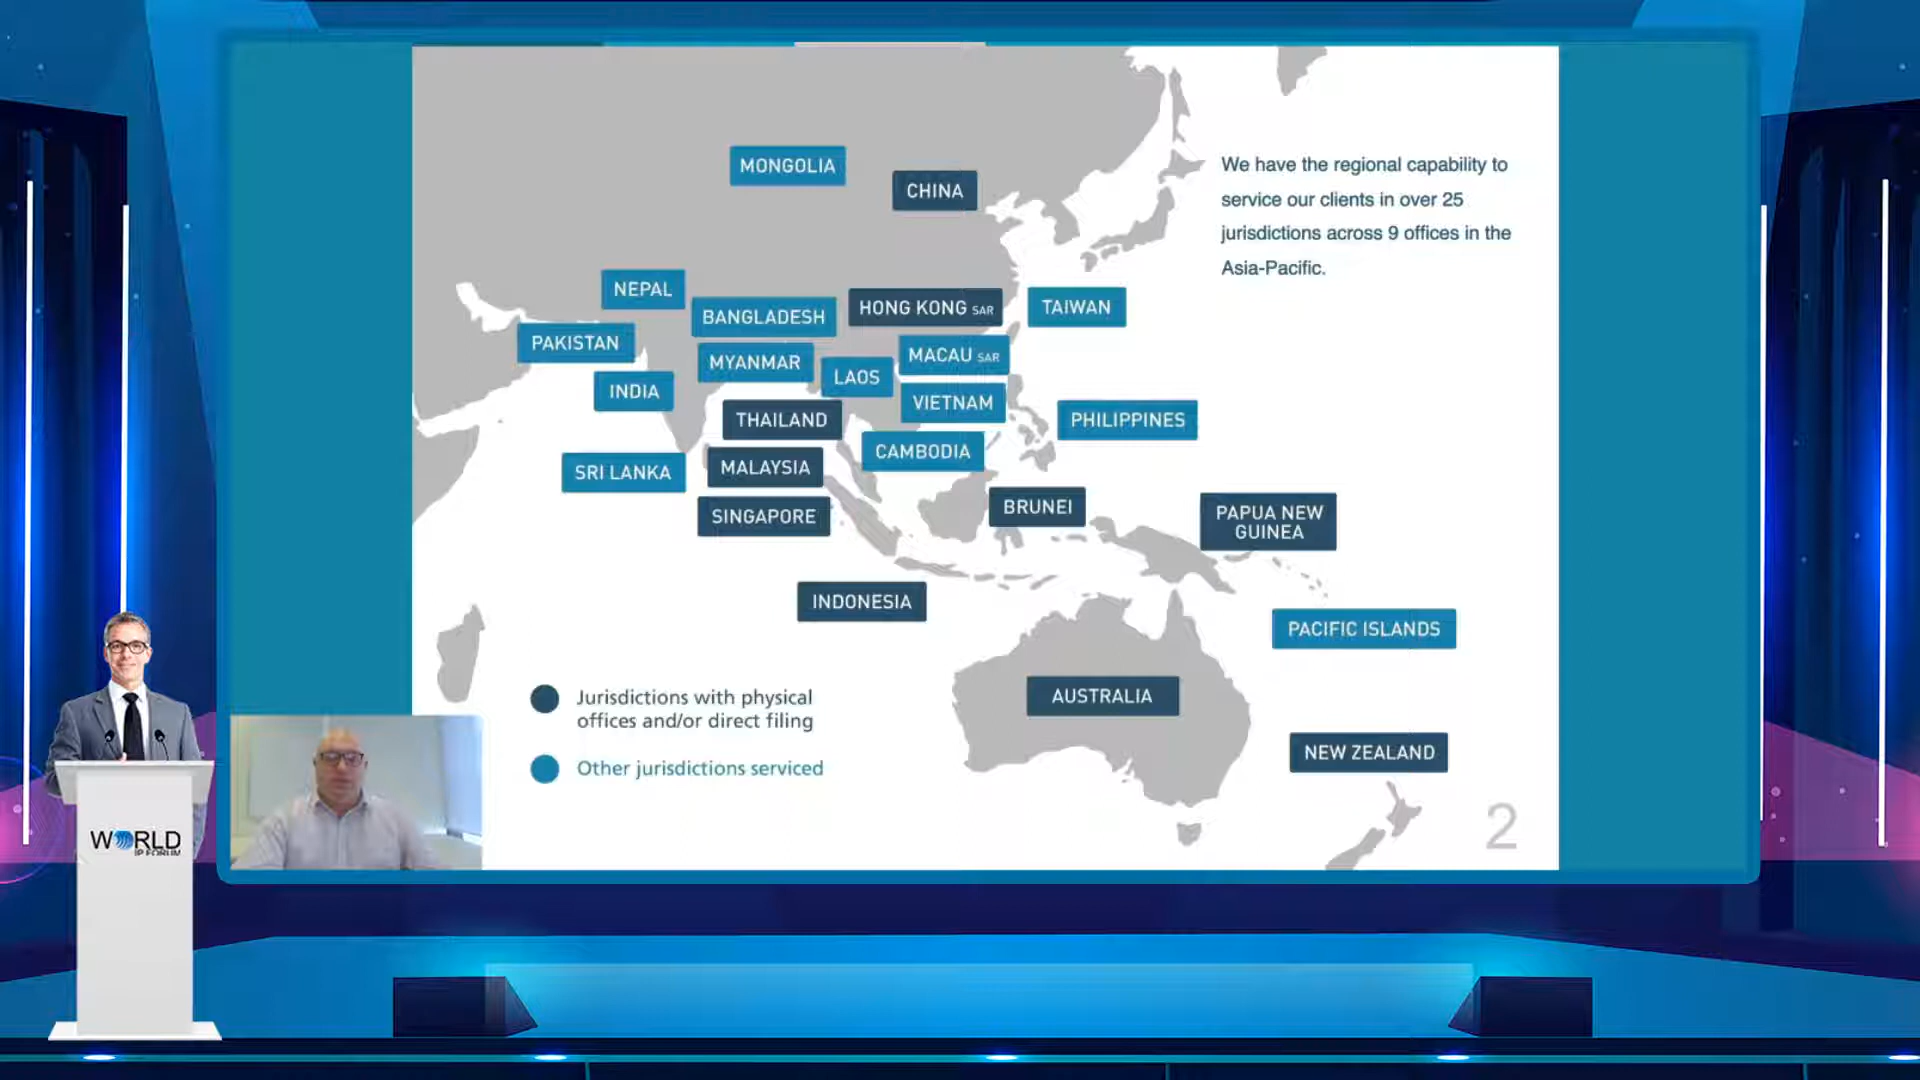 MONGOLIA
CHINA
We have the regional capability to
service our clients in over 25
jurisdictions across 9 offices in the
Asia-Pacific.
NEPAL
BANGLADESH
HONG KONG SAR
TAIWAN
PAKISTAN
MYANMAR
LAOS
MACAU SAR
INDIA
VIETNAM
THAILAND
PHILIPPINES
CAMBODIA
SRI LANKA
MALAYSIA
SINGAPORE
BRUNEI
PAPUA NEW
GUINEA
INDONESIA
PACIFIC ISLANDS
AUSTRALIA
NEW ZEALAND
Jurisdictions with physical
offices and/or direct filing
Other jurisdictions serviced
2
WORLD
IP FORUM